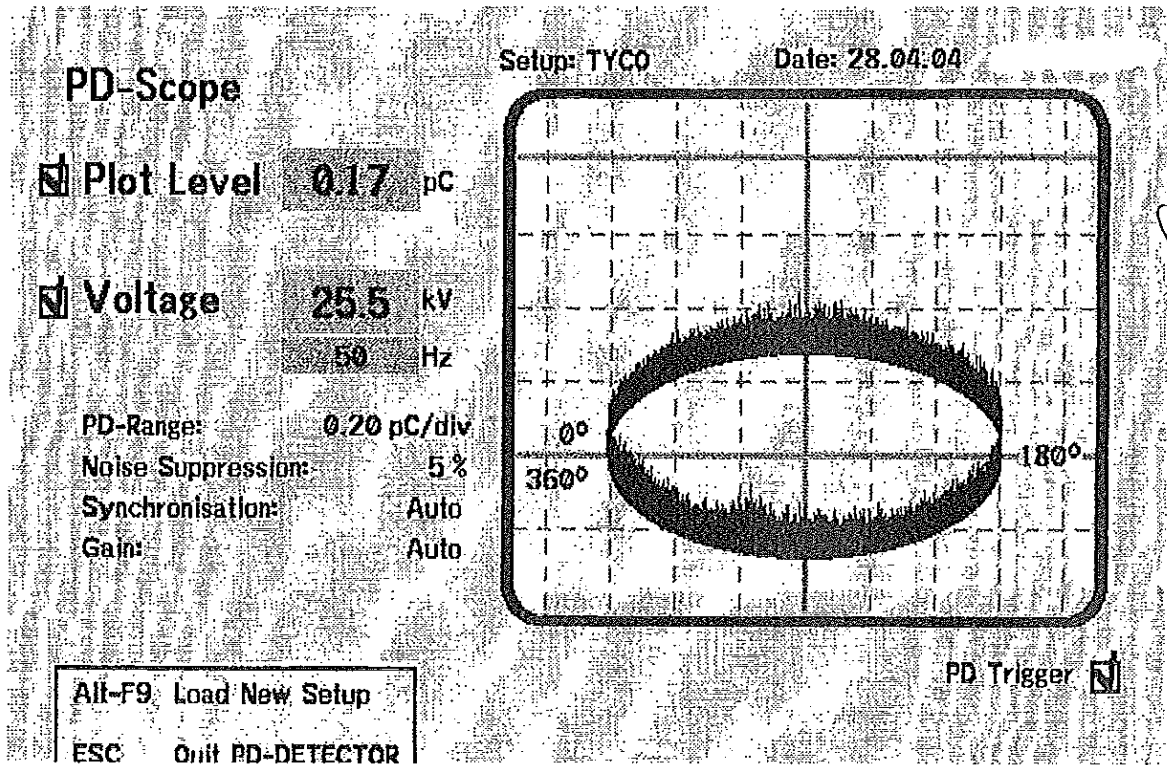 PD-Scope
Plot Level 0.17 pC
Voltage 25.5 kV
50 Hz
PD-Range: 0.20 pC/div
Noise Suppression: 5 %
Synchronisation: Auto
Gain: Auto
Alt-F9 Load New Setup
ESC Quit PD-DETECTOR
Setup: TYCO Date: 28.04.04
0°
360°
180°
PD Trigger